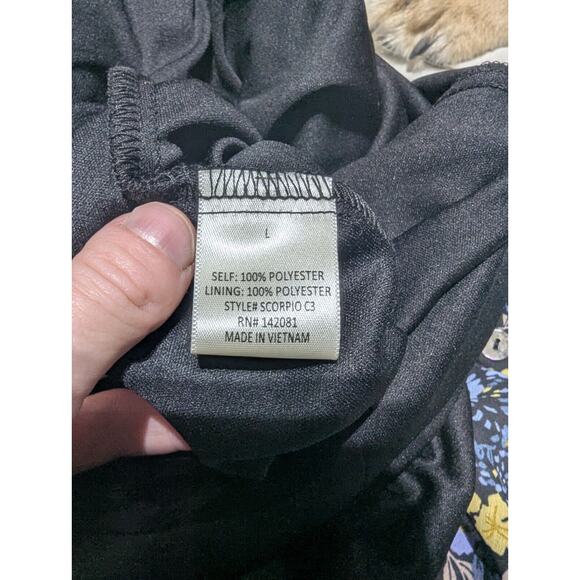 L
SELF: 100% POLYESTER
LINING: 100% POLYESTER
STYLE# SCORPIO C3
RN# 142081
MADE IN VIETNAM